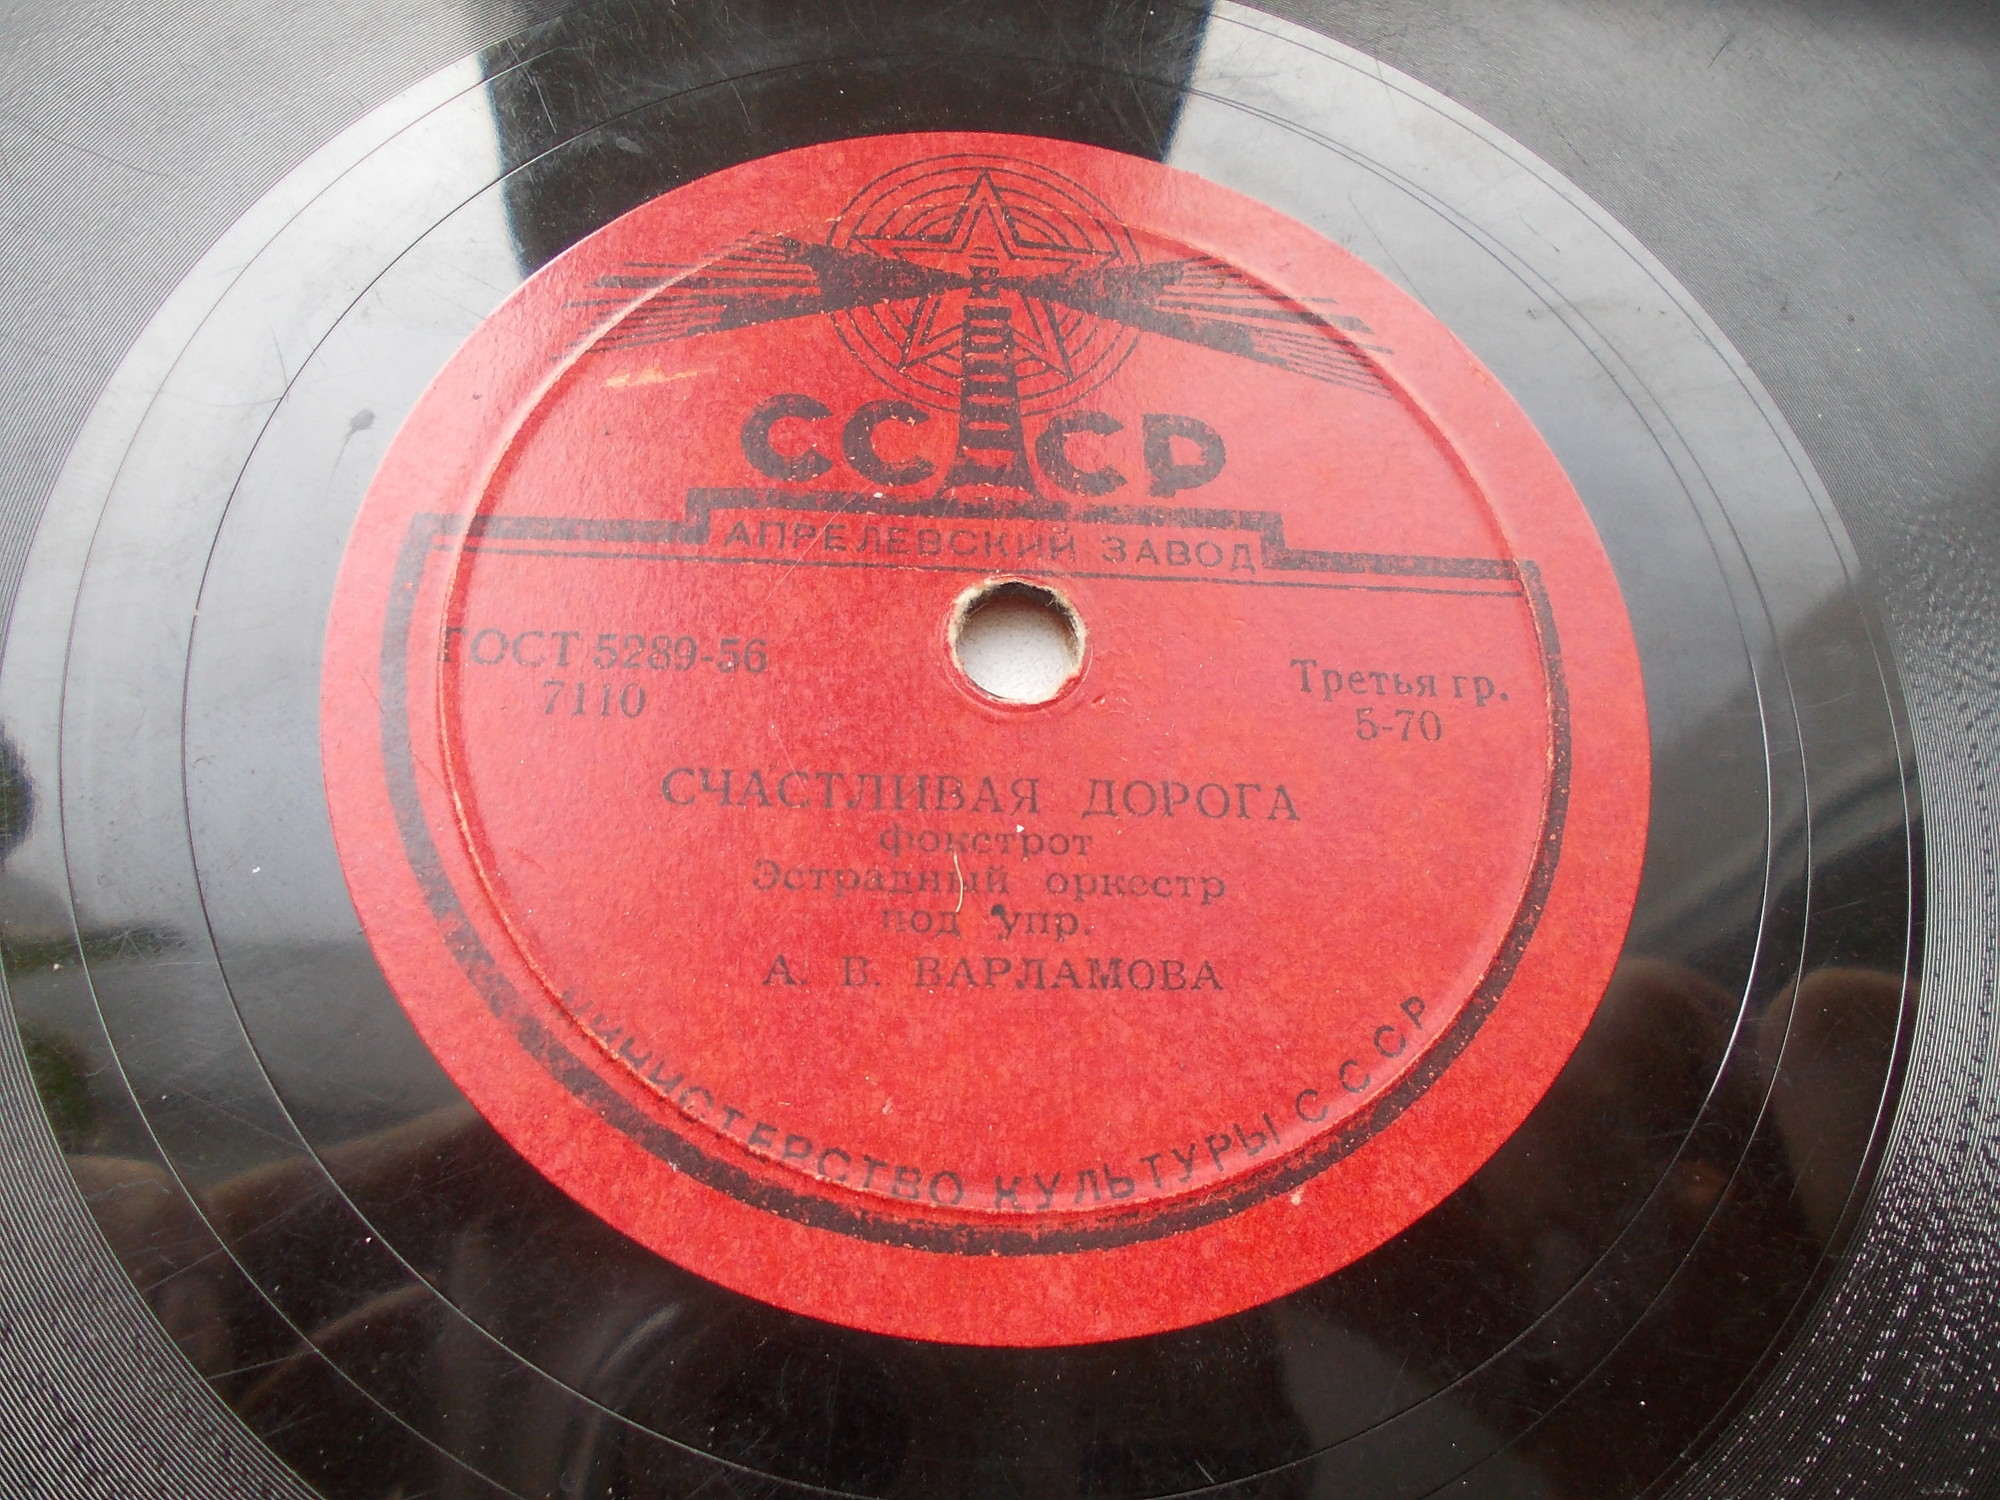 СССР
АПРЕЛЕВСКИЙ ЗАВОД
ГОСТ 5289-56
7110
Третья гр.
5-70
СЧАСТЛИВАЯ ДОРОГА
фокстрот
Эстрадный оркестр
под упр.
А. В. ВАРЛАМОВА
МИНИСТЕРСТВО КУЛЬТУРЫ СССР